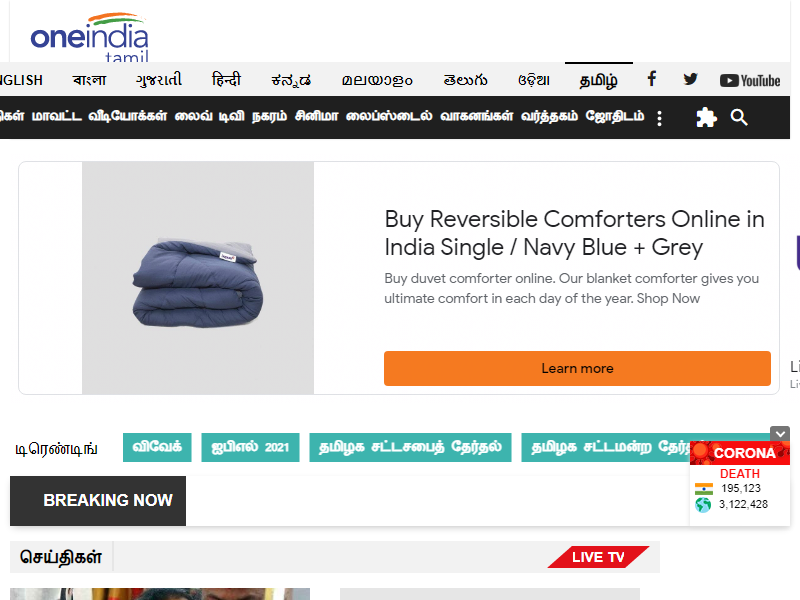 oneindia
tamil
NGLISH বাংলা ગુજરાતી हिन्दी ಕನ್ನಡ മലയാളം తెలుగు ଓଡ଼ିଆ தமிழ் YouTube
மாவட்ட வீடியோக்கள் லைவ் டிவி நகரம் சினிமா லைப்ஸ்டைல் வாகனங்கள் வர்த்தகம் ஜோதிடம்
Buy Reversible Comforters Online in
India Single / Navy Blue + Grey
Buy duvet comforter online. Our blanket comforter gives you
ultimate comfort in each day of the year. Shop Now
Learn more
டிரெண்டிங் விவேக் ஐபிஎல் 2021 தமிழக சட்டசபைத் தேர்தல் தமிழக சட்டமன்ற
CORONA
DEATH
195,123
3,122,428
BREAKING NOW
செய்திகள் LIVE TV